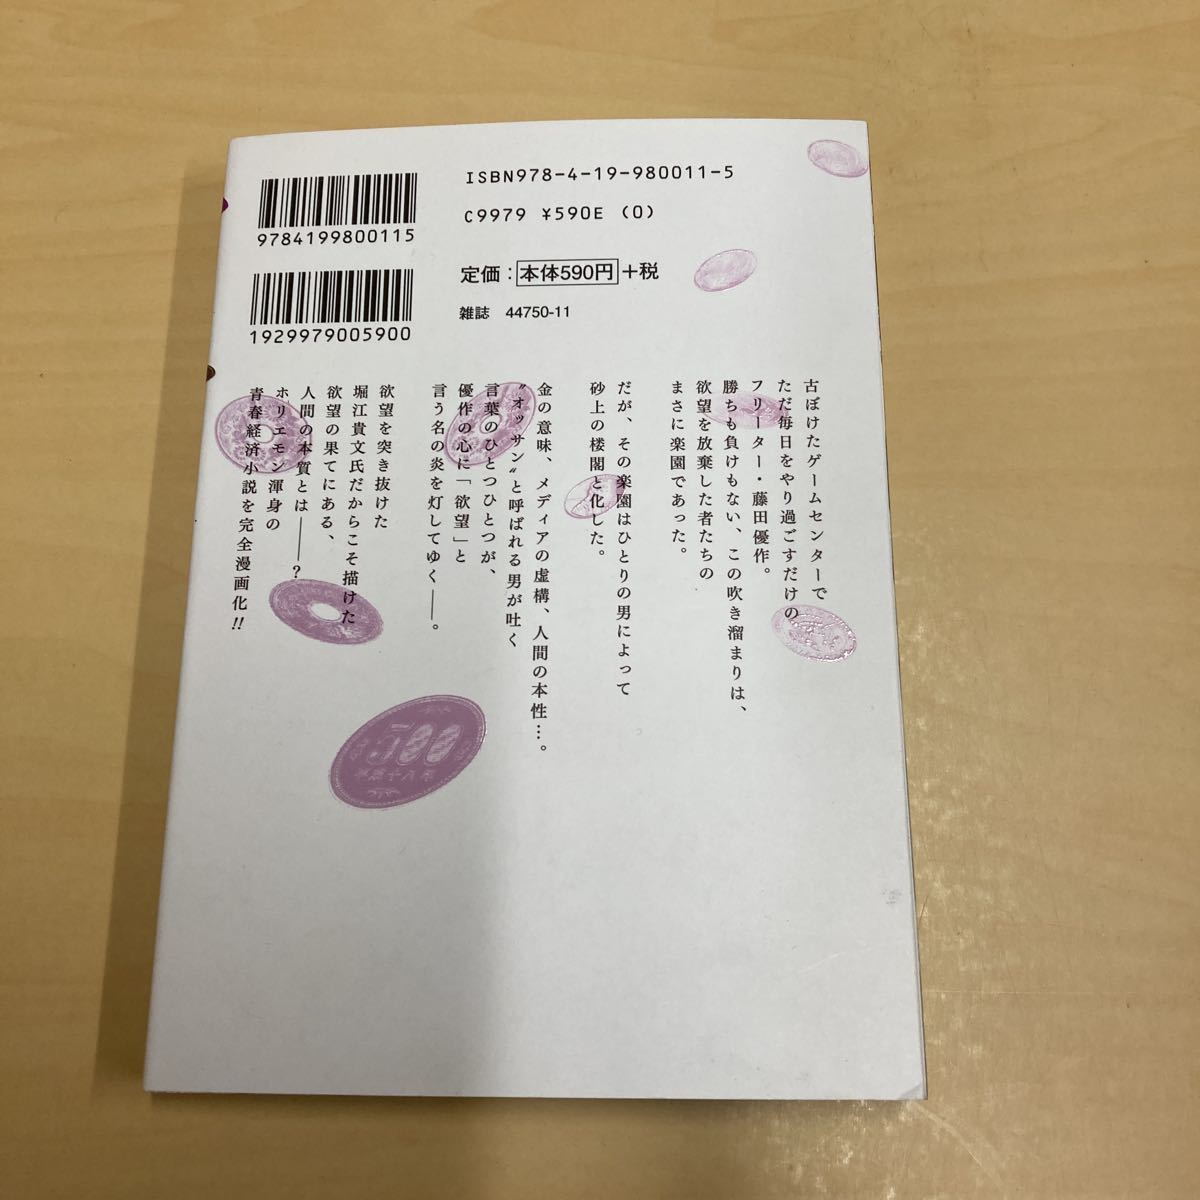 ISBN978-4-19-980011-5
C9979 ¥590E (0)
9784199800115
定価：本体590円＋税
1929979005900
雑誌 44750-11
古ぼけたゲームセンターで
ただ毎日をやり過ごすだけの
フリーター・藤田優作。
勝ちも負けもない、この吹き溜まりは、
欲望を放棄した者たちの
まさに楽園であった。
だが、その楽園はひとりの男によって
砂上の楼閣と化した。
金の意味、メディアの虚構、人間の本性…。
〝オッサン〟と呼ばれる男が吐く
言葉のひとつひとつが、
優作の心に「欲望」と
言う名の炎を灯してゆく――。
欲望を突き抜けた
堀江貴文氏だからこそ描けた
欲望の果てにある、
人間の本質とは――？
ホリエモン渾身の
青春経済小説を完全漫画化!!